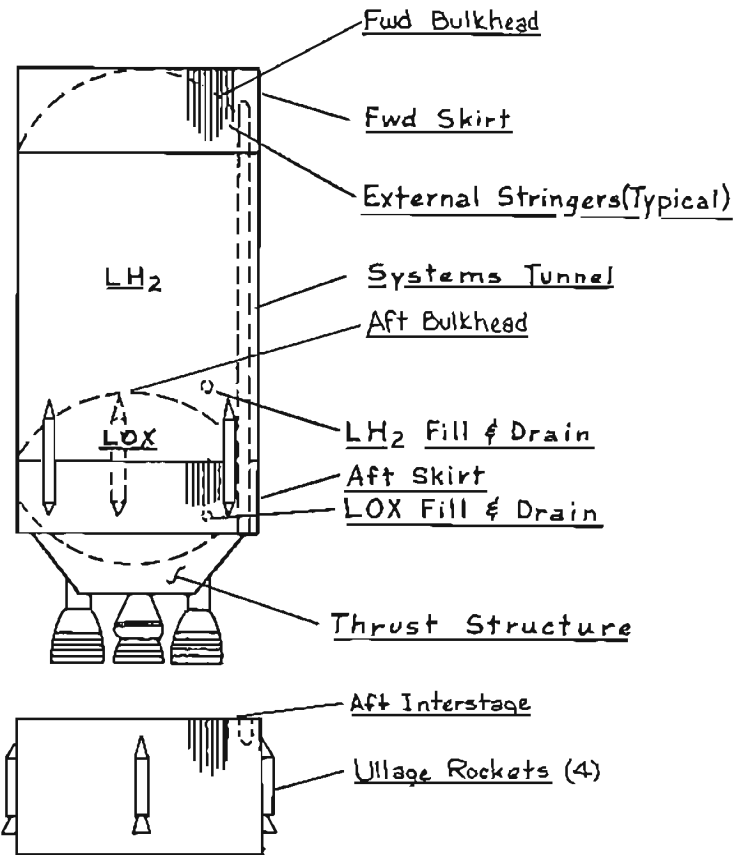 Fwd Bulkhead
Fwd Skirt
External Stringers(Typical)
LH2
Systems Tunnel
Aft Bulkhead
LH2 Fill & Drain
LOX
Aft Skirt
LOX Fill & Drain
Thrust Structure
Aft Interstage
Ullage Rockets (4)